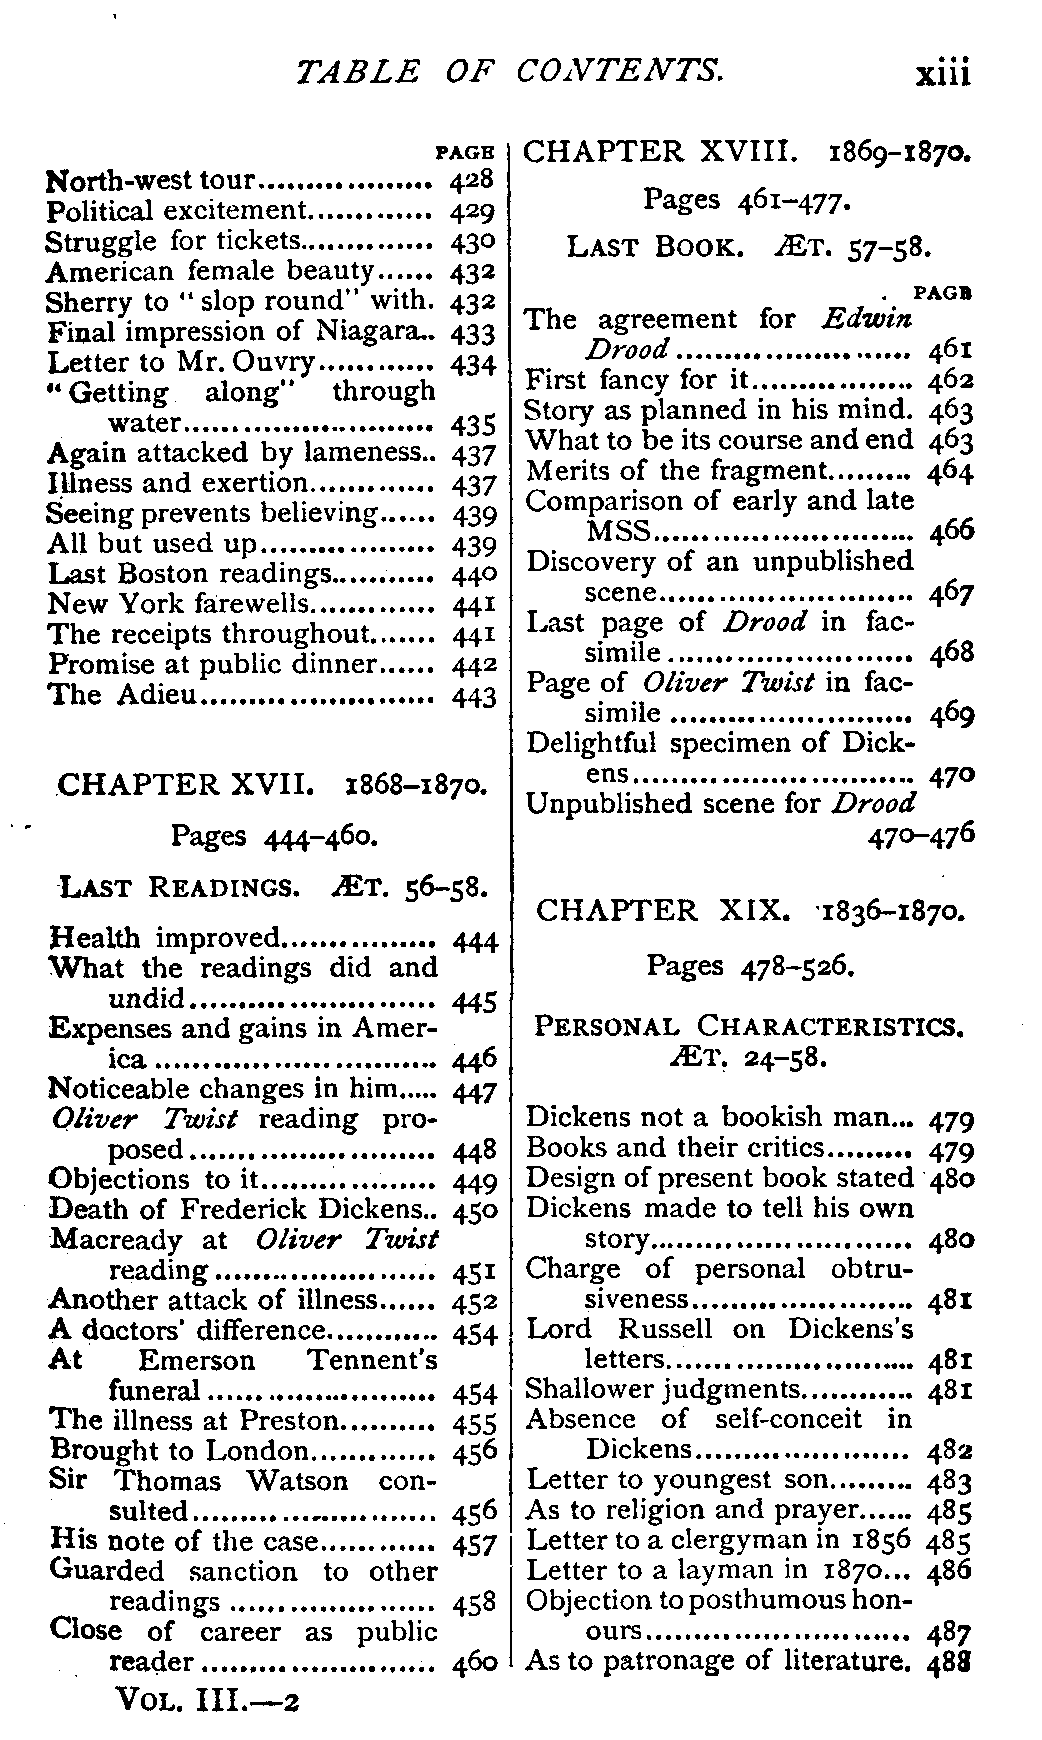 TABLE OF CONTENTS. xiii
PAGE
North-west tour.................. 428
Political excitement............. 429
Struggle for tickets.............. 430
American female beauty...... 432
Sherry to "slop round" with. 432
Final impression of Niagara.. 433
Letter to Mr. Ouvry............ 434
"Getting along" through
water.......................... 435
Again attacked by lameness.. 437
Illness and exertion............. 437
Seeing prevents believing...... 439
All but used up.................. 439
Last Boston readings........... 440
New York farewells............. 441
The receipts throughout....... 441
Promise at public dinner...... 442
The Adieu........................ 443
CHAPTER XVII. 1868–1870.
Pages 444–460.
LAST READINGS. ÆT. 56–58.
Health improved................ 444
What the readings did and
undid......................... 445
Expenses and gains in Amer-
ica ............................. 446
Noticeable changes in him..... 447
Oliver Twist reading pro-
posed......................... 448
Objections to it.................. 449
Death of Frederick Dickens.. 450
Macready at Oliver Twist
reading....................... 451
Another attack of illness...... 452
A doctors' difference............ 454
At Emerson Tennent's
funeral ....................... 454
The illness at Preston.......... 455
Brought to London............. 456
Sir Thomas Watson con-
sulted......................... 456
His note of the case............ 457
Guarded sanction to other
readings ..................... 458
Close of career as public
reader ........................ 460
VOL. III.—2
CHAPTER XVIII. 1869–1870.
Pages 461–477.
LAST BOOK. ÆT. 57–58.
PAGE
The agreement for Edwin
Drood ........................ 461
First fancy for it................. 462
Story as planned in his mind. 463
What to be its course and end 463
Merits of the fragment......... 464
Comparison of early and late
MSS........................... 466
Discovery of an unpublished
scene.......................... 467
Last page of Drood in fac-
simile ......................... 468
Page of Oliver Twist in fac-
simile ......................... 469
Delightful specimen of Dick-
ens............................. 470
Unpublished scene for Drood
470–476
CHAPTER XIX. 1836–1870.
Pages 478–526.
PERSONAL CHARACTERISTICS.
ÆT. 24–58.
Dickens not a bookish man... 479
Books and their critics......... 479
Design of present book stated 480
Dickens made to tell his own
story........................... 480
Charge of personal obtru-
siveness....................... 481
Lord Russell on Dickens's
letters.......................... 481
Shallower judgments............ 481
Absence of self-conceit in
Dickens...................... 482
Letter to youngest son......... 483
As to religion and prayer...... 485
Letter to a clergyman in 1856 485
Letter to a layman in 1870... 486
Objection to posthumous hon-
ours........................... 487
As to patronage of literature. 488